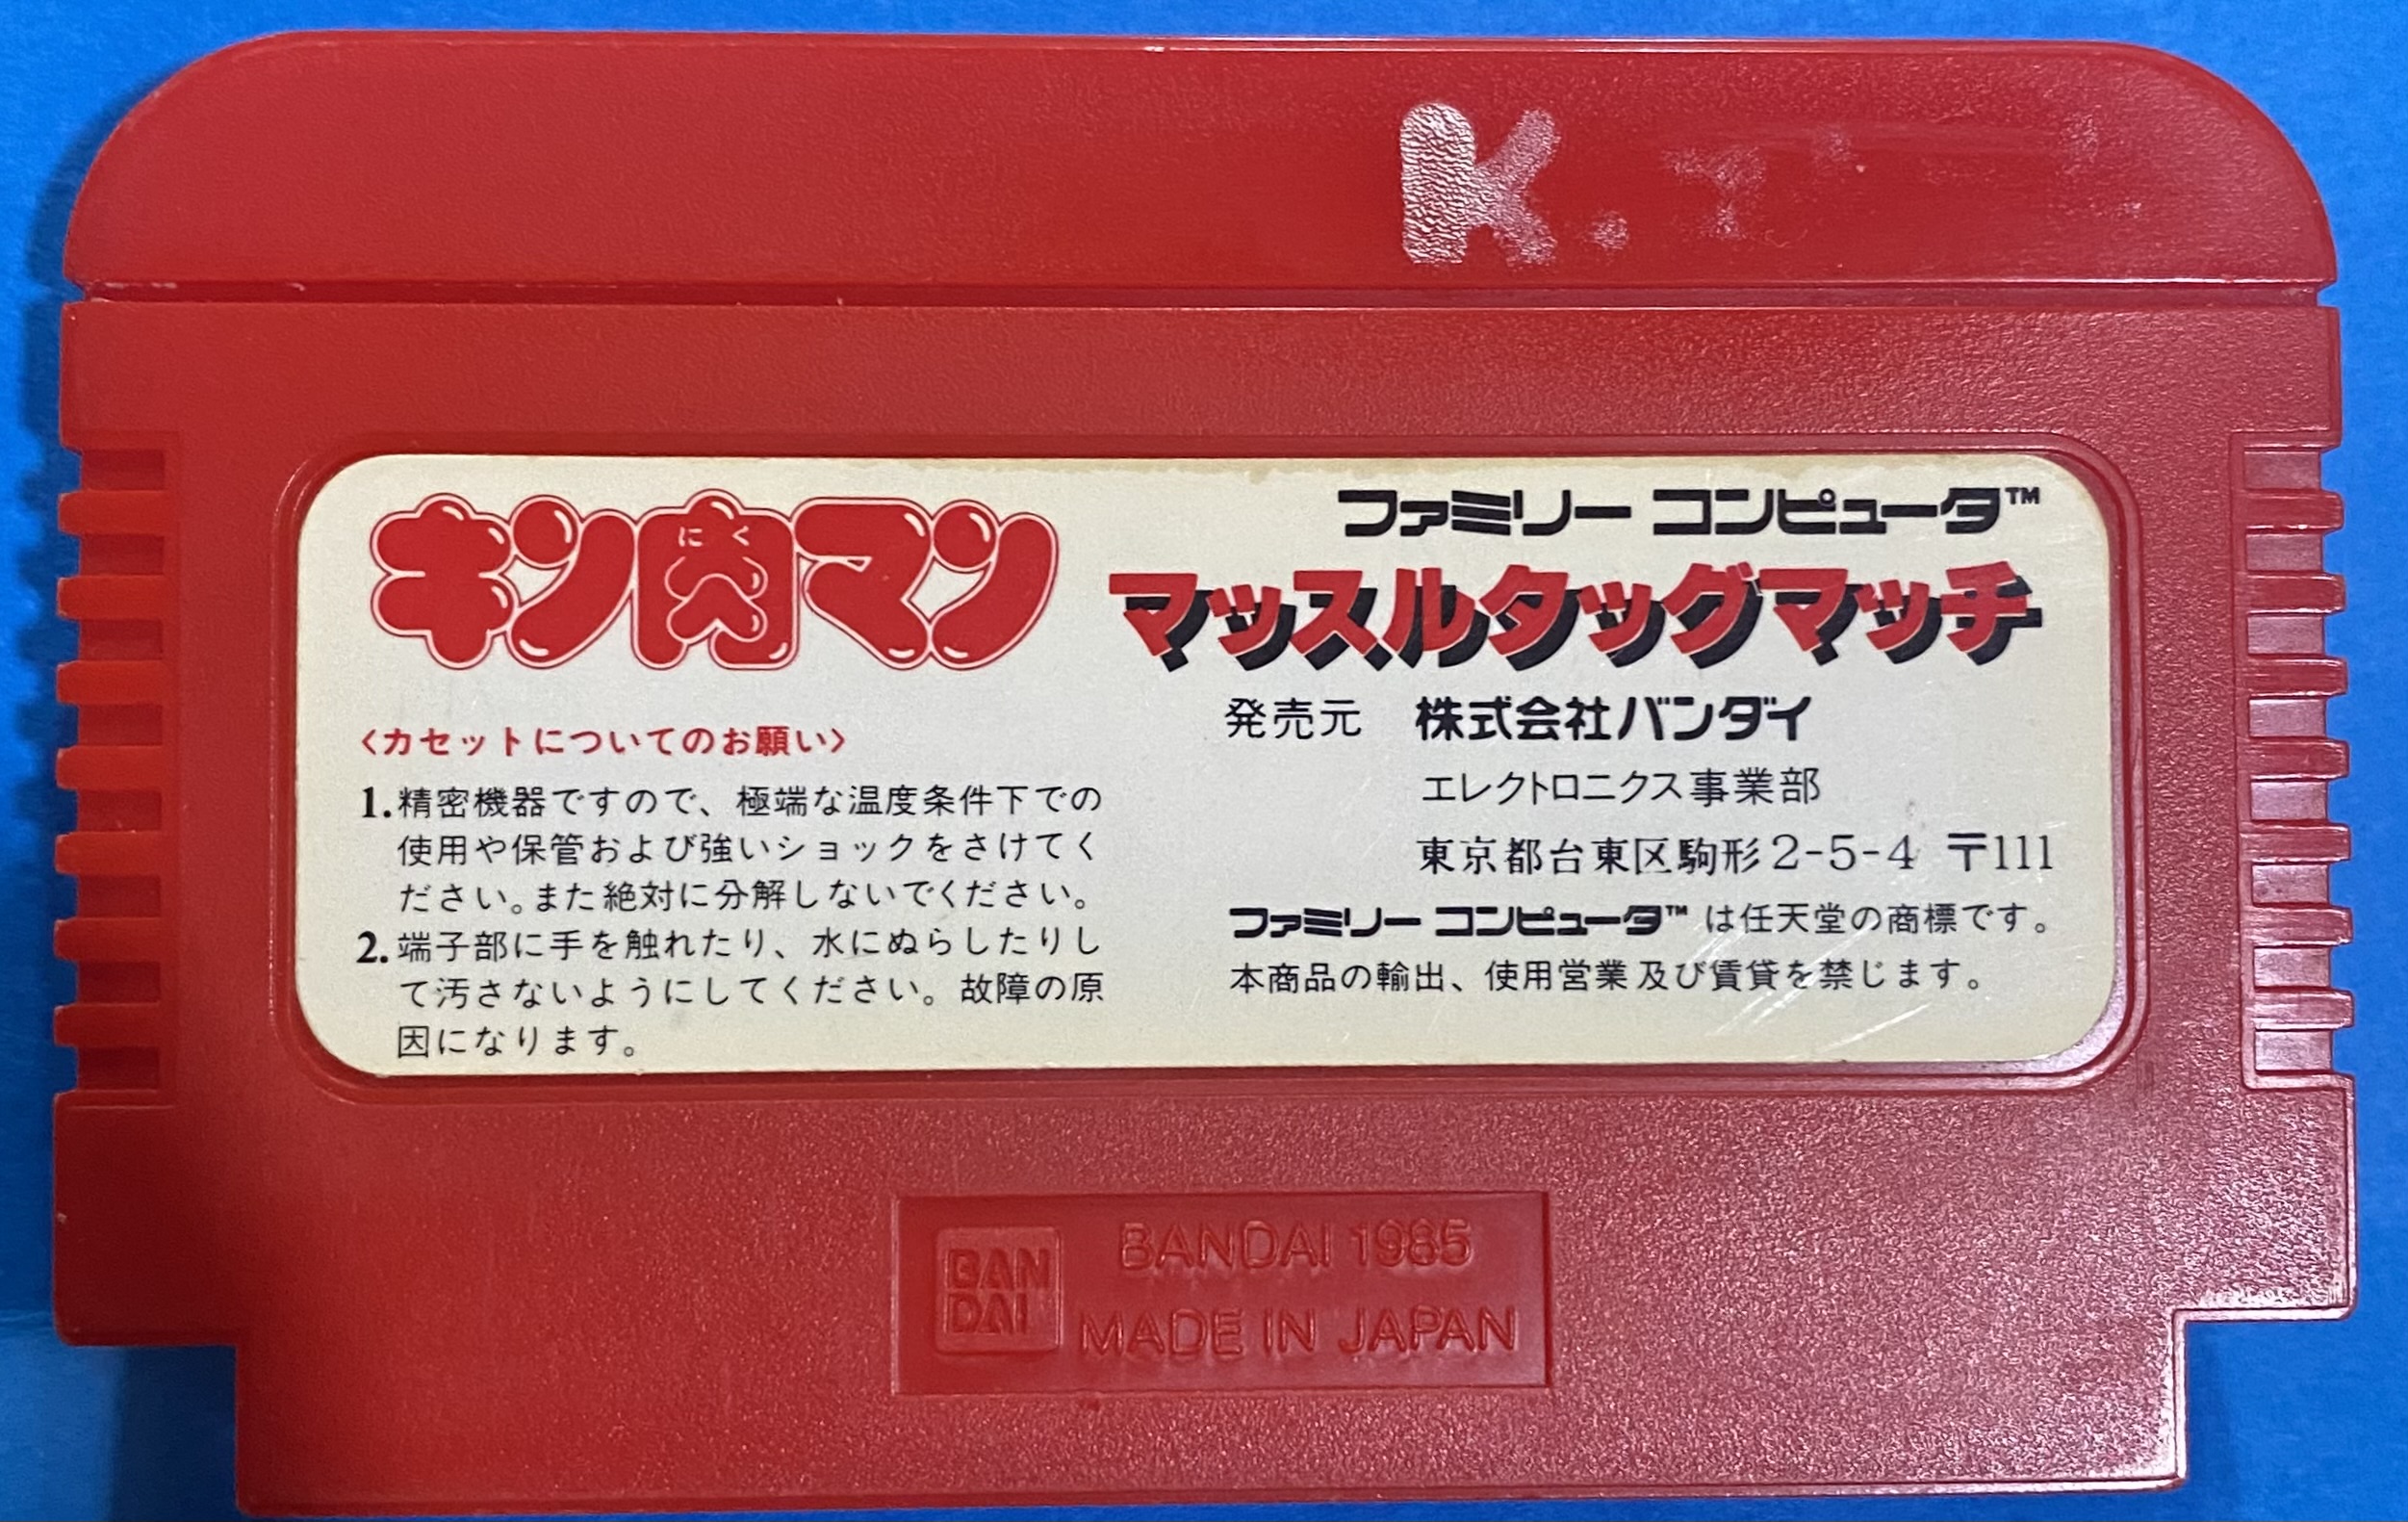 K.
キン肉マン
にく
ファミリー コンピュータ™
マッスルタッグマッチ
発売元 株式会社バンダイ
エレクトロニクス事業部
東京都台東区駒形2-5-4 〒111
ファミリー コンピュータ™ は任天堂の商標です。
本商品の輸出、使用営業及び賃貸を禁じます。
〈カセットについてのお願い〉
1.精密機器ですので、極端な温度条件下での
使用や保管および強いショックをさけてく
ださい。また絶対に分解しないでください。
2.端子部に手を触れたり、水にぬらしたりし
て汚さないようにしてください。故障の原
因になります。
BAN
DAI
BANDAI 1985
MADE IN JAPAN